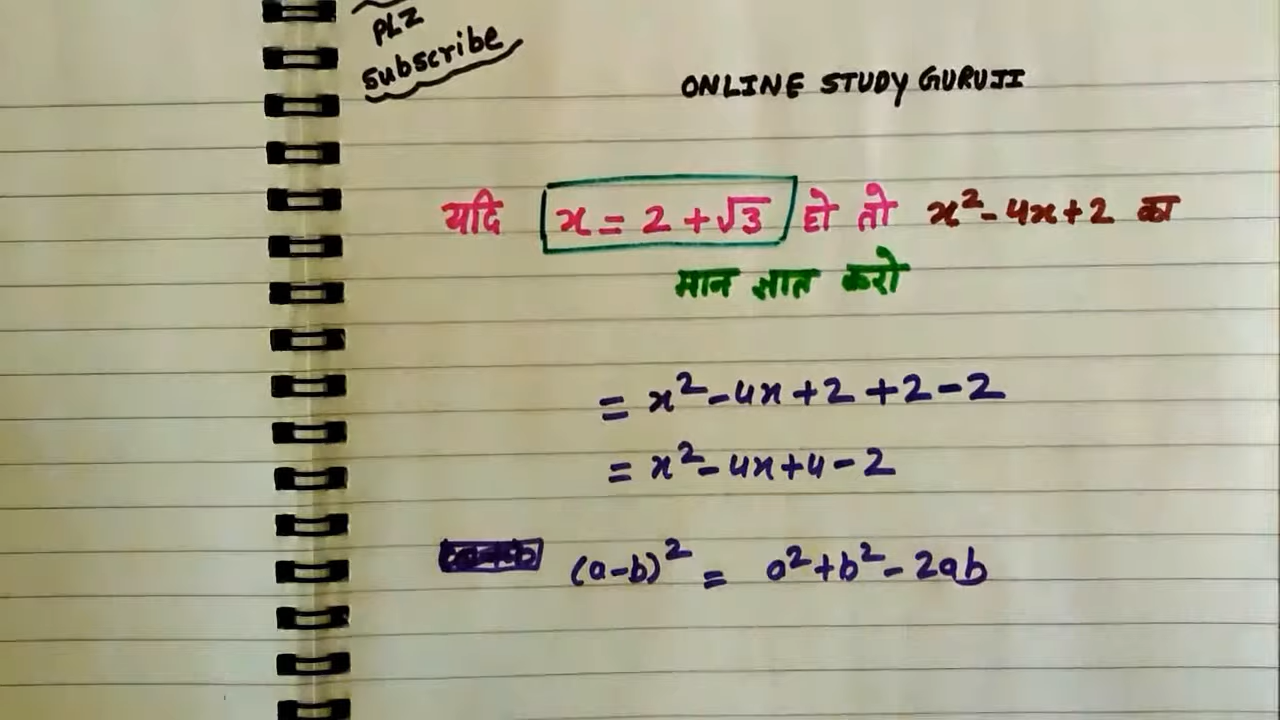 PLZ
subscribe
ONLINE STUDY GURUJI
यदि x = 2 + √3 हो तो x² - 4x + 2 का
मान ज्ञात करो
= x² - 4x + 2 + 2 - 2
= x² - 4x + 4 - 2
(a-b)² = a² + b² - 2ab